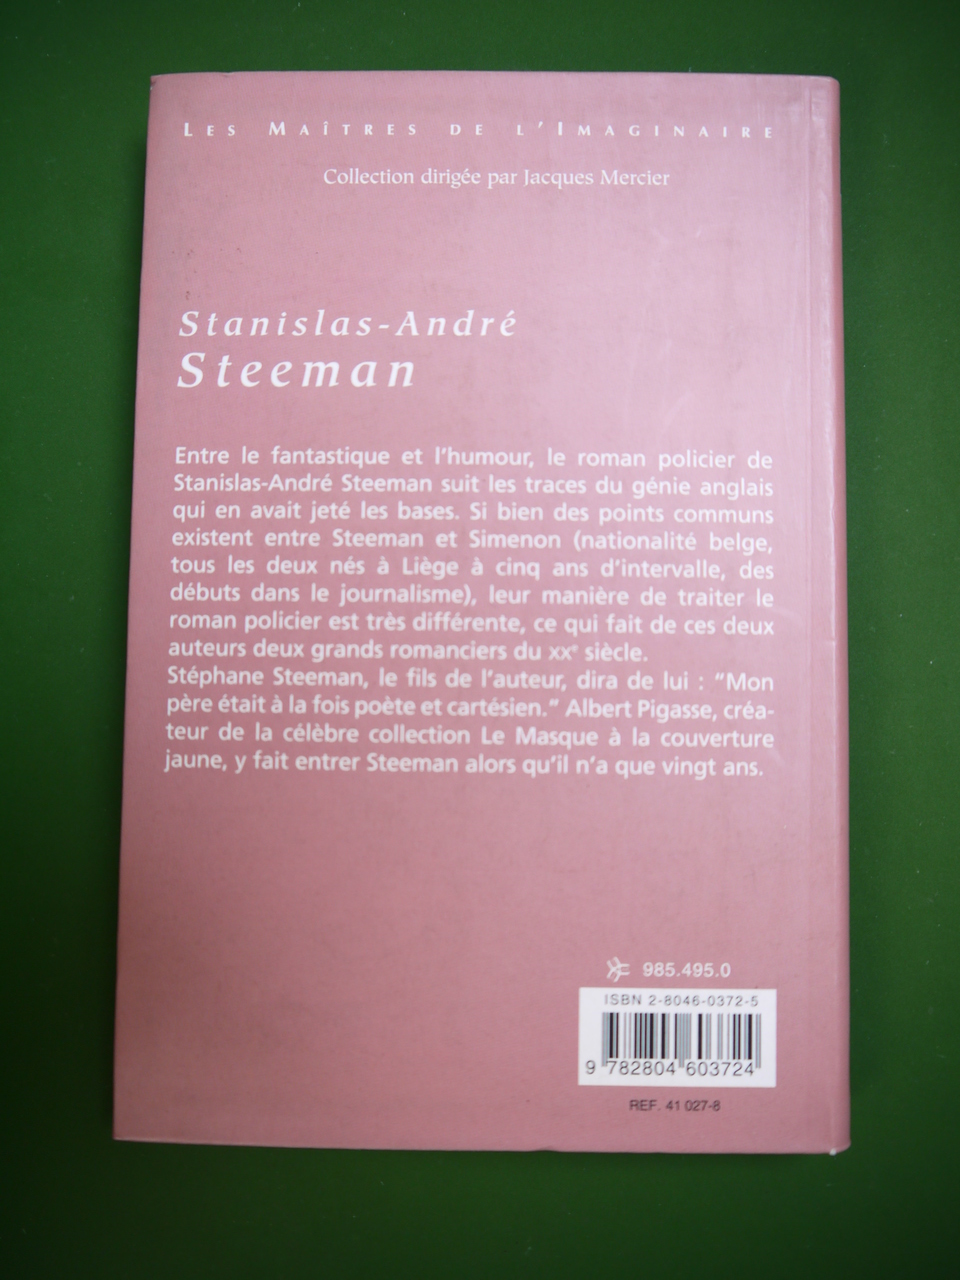 LES MAÎTRES DE L'IMAGINAIRE
Collection dirigée par Jacques Mercier
Stanislas-André
Steeman
Entre le fantastique et l'humour, le roman policier de
Stanislas-André Steeman suit les traces du génie anglais
qui en avait jeté les bases. Si bien des points communs
existent entre Steeman et Simenon (nationalité belge,
tous les deux nés à Liège à cinq ans d'intervalle, des
débuts dans le journalisme), leur manière de traiter le
roman policier est très différente, ce qui fait de ces deux
auteurs deux grands romanciers du XXe siècle.
Stéphane Steeman, le fils de l'auteur, dira de lui : "Mon
père était à la fois poète et cartésien." Albert Pigasse, créa-
teur de la célèbre collection Le Masque à la couverture
jaune, y fait entrer Steeman alors qu'il n'a que vingt ans.
985.495.0
ISBN 2-8046-0372-5
9 782804 603724
REF. 41 027-8